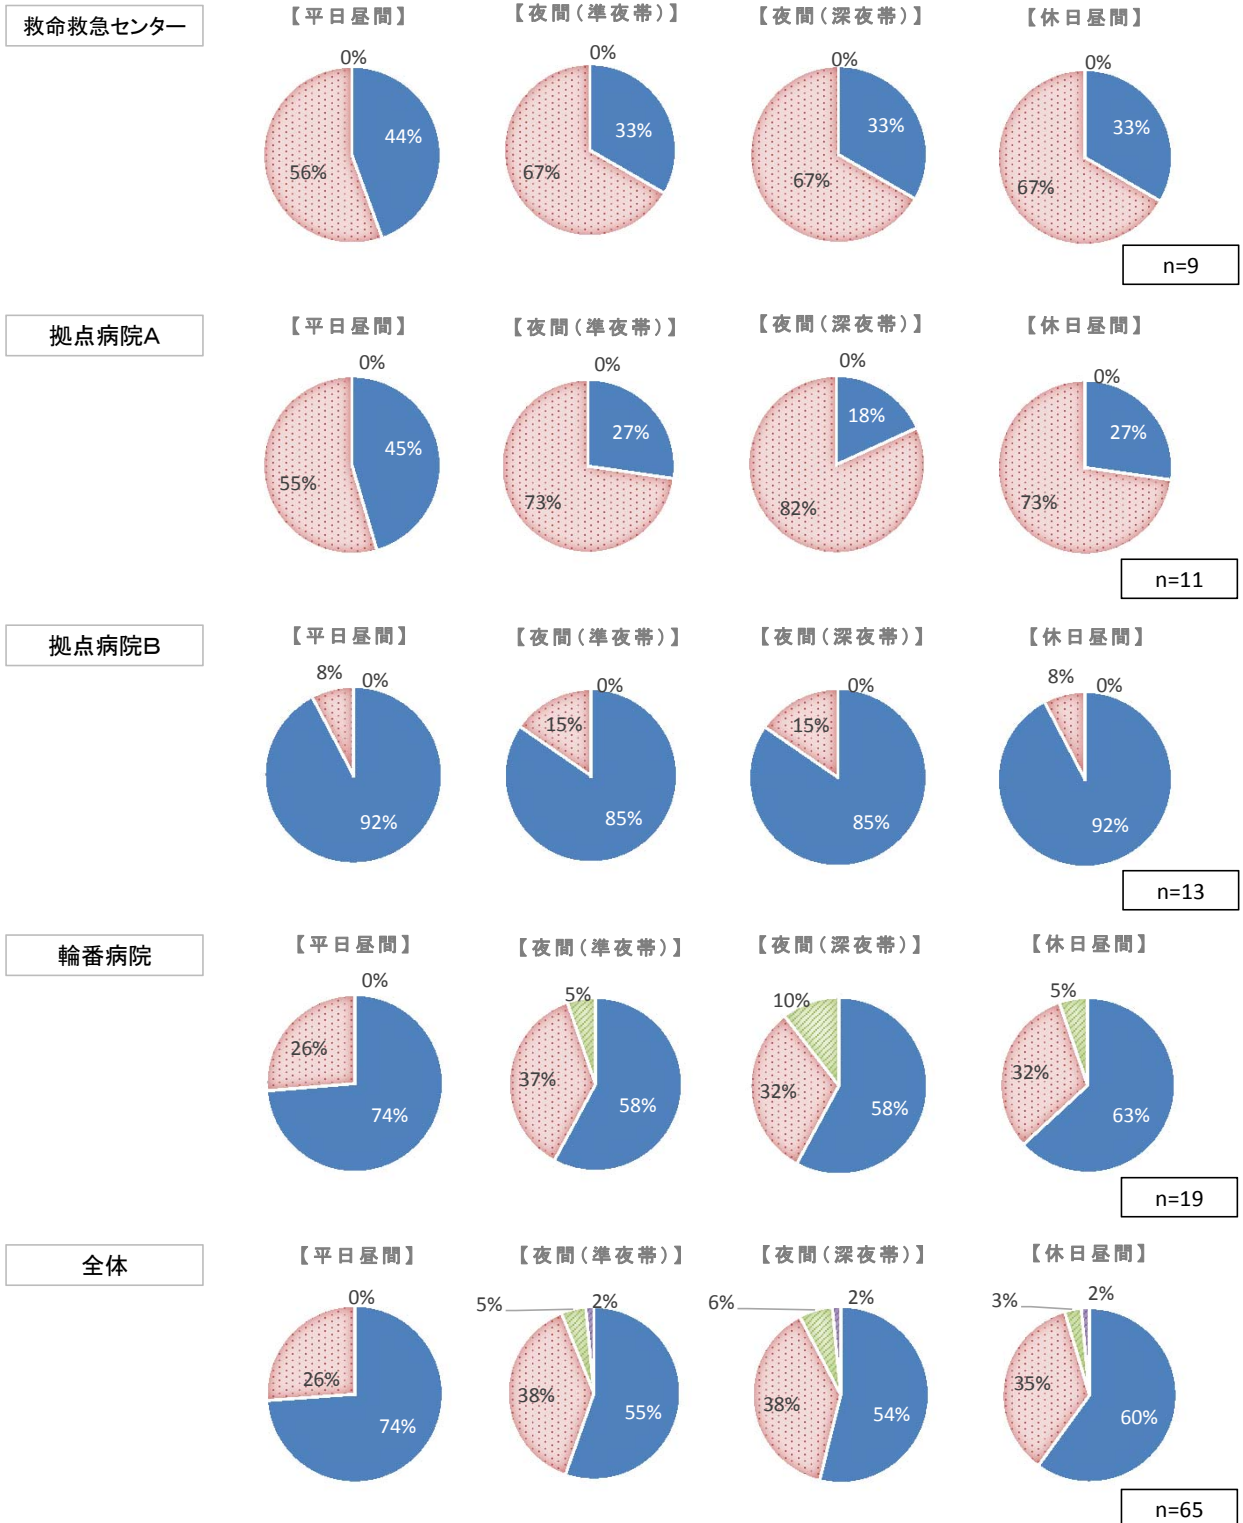 救命救急センター
【平日昼間】
【夜間(準夜帯)】
【夜間(深夜帯)】
【休日昼間】
0%
44%
56%
0%
33%
67%
0%
33%
67%
0%
33%
67%
n=9
拠点病院A
【平日昼間】
【夜間(準夜帯)】
【夜間(深夜帯)】
【休日昼間】
0%
45%
55%
0%
27%
73%
0%
18%
82%
0%
27%
73%
n=11
拠点病院B
【平日昼間】
【夜間(準夜帯)】
【夜間(深夜帯)】
【休日昼間】
8%
0%
92%
0%
15%
85%
0%
15%
85%
8%
0%
92%
n=13
輪番病院
【平日昼間】
【夜間(準夜帯)】
【夜間(深夜帯)】
【休日昼間】
0%
26%
74%
5%
37%
58%
10%
32%
58%
5%
32%
63%
n=19
全体
【平日昼間】
【夜間(準夜帯)】
【夜間(深夜帯)】
【休日昼間】
0%
26%
74%
5%
2%
38%
55%
6%
2%
38%
54%
3%
2%
35%
60%
n=65